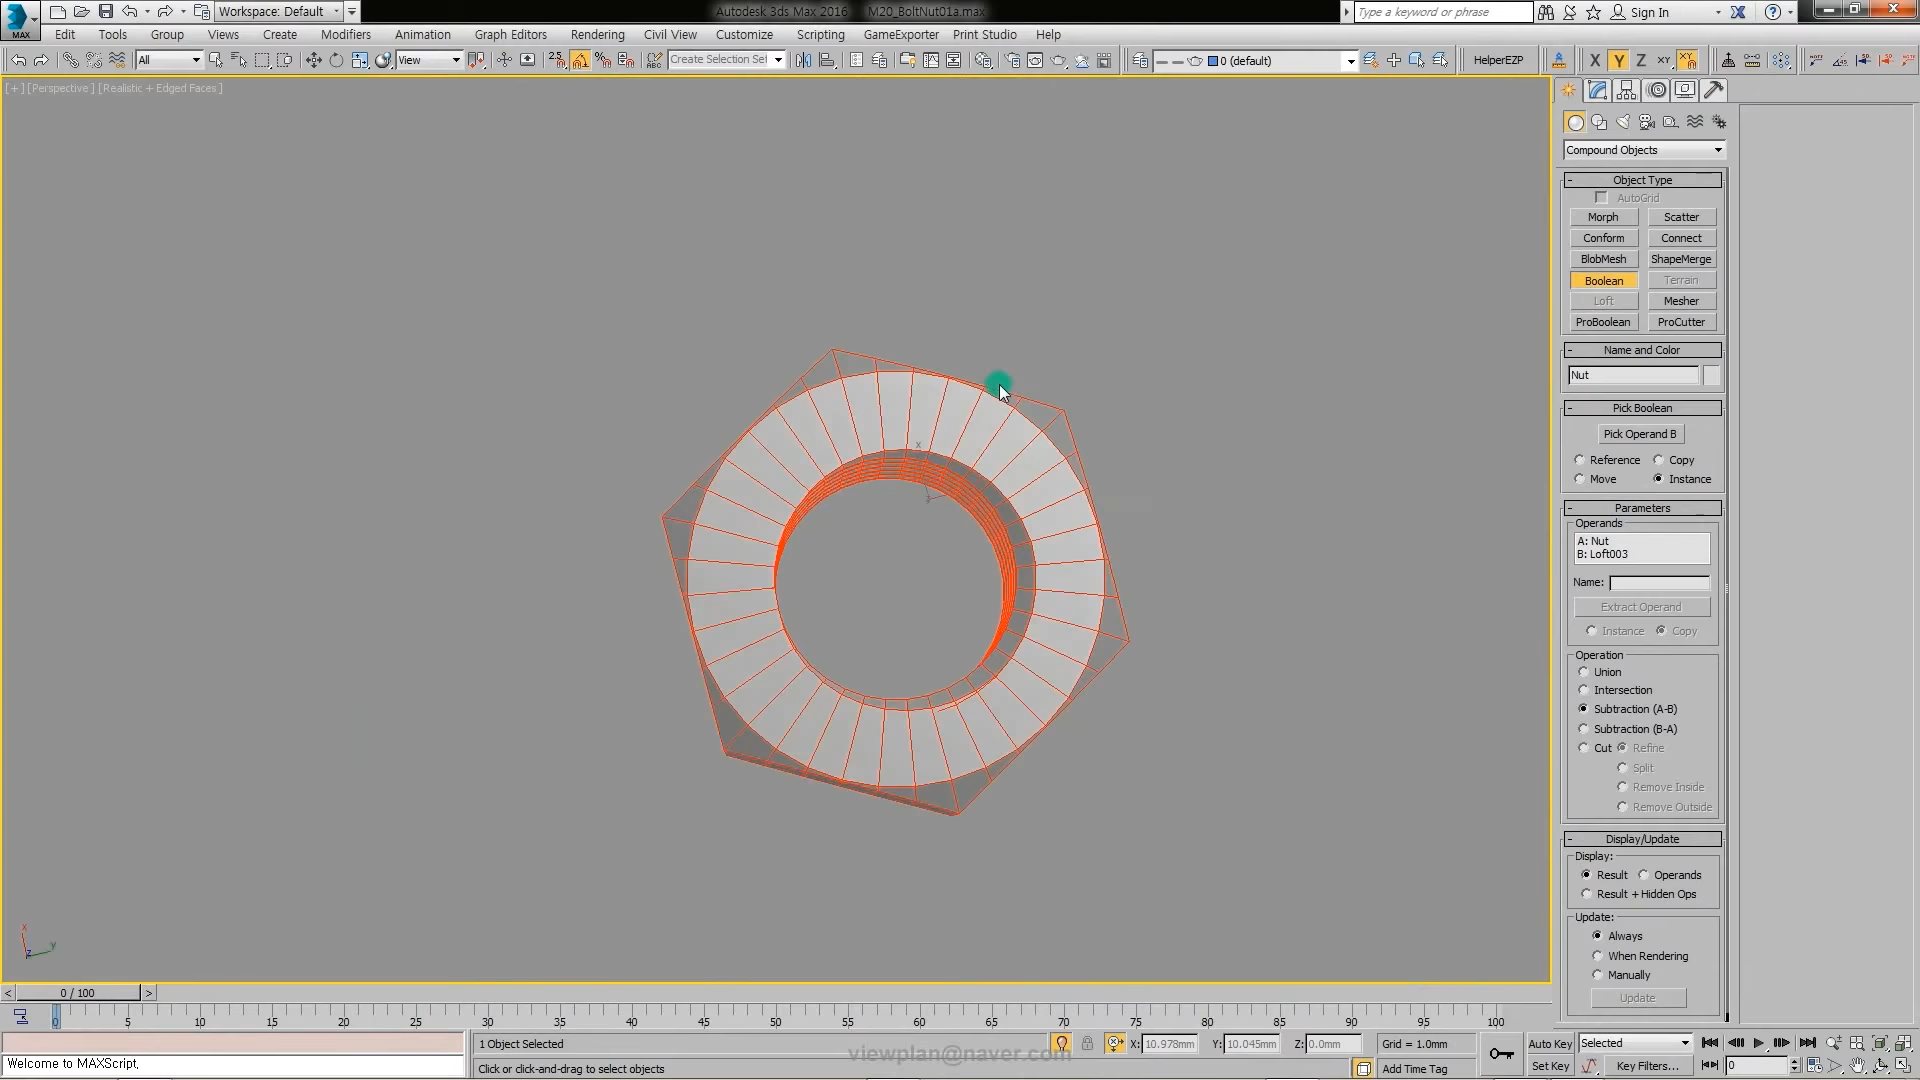 Workspace: Default
Autodesk 3ds Max 2016 M20_BoltNut01a.max
Type a keyword or phrase
Sign In
MAX
Edit Tools Group Views Create Modifiers Animation Graph Editors Rendering Civil View Customize Scripting GameExporter Print Studio Help
All
View
2.5
Create Selection Set
0 (default)
HelperEZP
X Y Z XY XY
[+] [Perspective ] [Realistic + Edged Faces ]
Compound Objects
- Object Type
AutoGrid
Morph Scatter
Conform Connect
BlobMesh ShapeMerge
Boolean Terrain
Loft Mesher
ProBoolean ProCutter
- Name and Color
Nut
- Pick Boolean
Pick Operand B
Reference Copy
Move Instance
- Parameters
Operands
A: Nut
B: Loft003
Name:
Extract Operand
Instance Copy
Operation
Union
Intersection
Subtraction (A-B)
Subtraction (B-A)
Cut Refine
Split
Remove Inside
Remove Outside
- Display/Update
Display:
Result Operands
Result + Hidden Ops
Update:
Always
When Rendering
Manually
Update
x
x
y
z
< 0 / 100 >
0 5 10 15 20 25 30 35 40 45 50 55 60 65 70 75 80 85 90 95 100
1 Object Selected
X: 10.978mm Y: 10.045mm Z: 0.0mm
Grid = 1.0mm
Auto Key Selected
viewplan@naver.com
Welcome to MAXScript,
Click or click-and-drag to select objects
Add Time Tag
Set Key Key Filters...
0